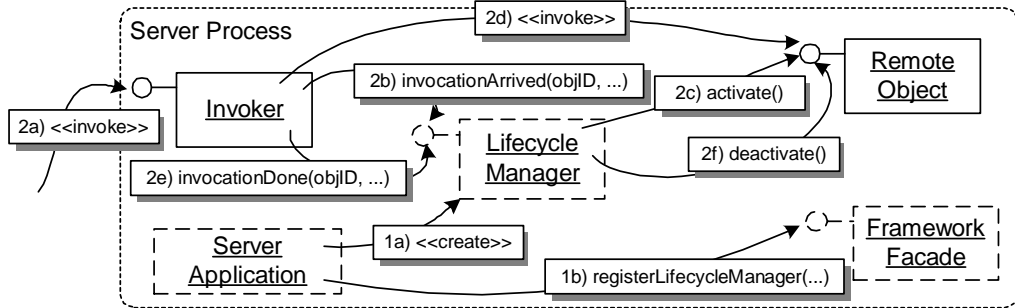 Server Process
2d) <<invoke>>
2b) invocationArrived(objID, ...)
Remote
Object
Invoker
2c) activate()
2a) <<invoke>>
Lifecycle
Manager
2f) deactivate()
2e) invocationDone(objID, ...)
Server
Application
1a) <<create>>
Framework
Facade
1b) registerLifecycleManager(...)